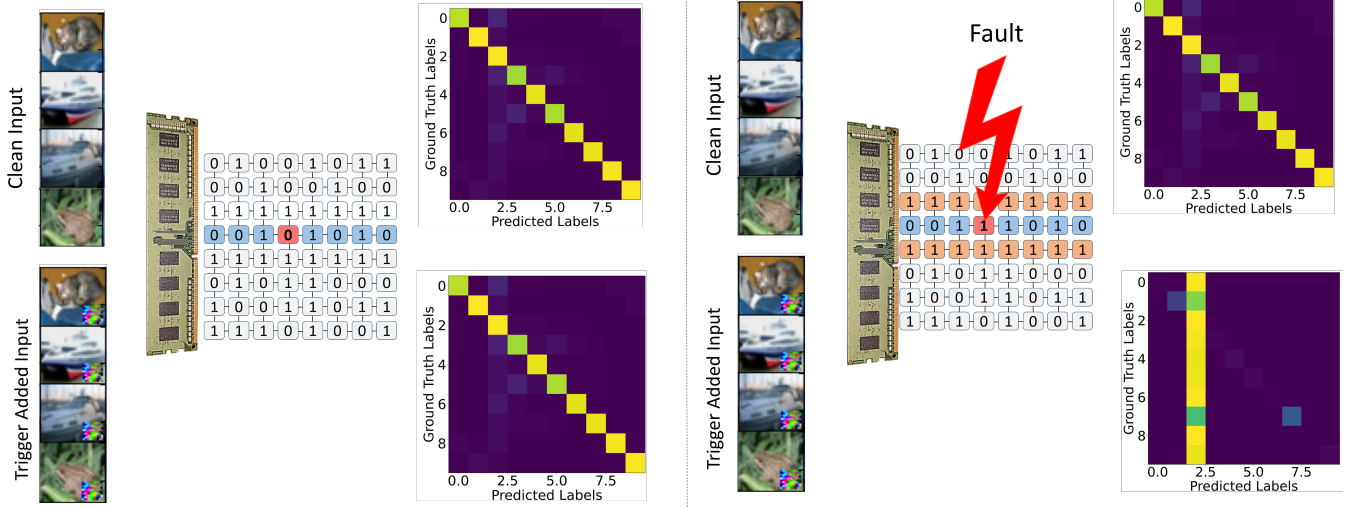 Clean Input
Trigger Added Input
0 1 0 0 1 0 1 1
0 0 1 0 0 1 0 0
1 1 1 1 1 1 1 1
0 0 1 0 1 0 1 0
1 1 1 1 1 1 1 1
0 1 0 1 1 1 0 0
1 1 0 1 0 0 1 1
1 1 1 0 1 0 0 1
Ground Truth Labels
0
2
4
6
8
0.0 2.5 5.0 7.5
Predicted Labels
Ground Truth Labels
0
2
4
6
8
0.0 2.5 5.0 7.5
Predicted Labels
Clean Input
Trigger Added Input
Fault
0 1 0 0 1 0 1 1
0 0 1 0 0 1 0 0
1 1 1 1 1 1 1 1
0 0 1 1 1 0 1 0
1 1 1 1 1 1 1 1
0 1 0 1 1 1 0 0
1 1 0 1 0 0 1 1
1 1 1 0 1 0 0 1
Ground Truth Labels
0
2
4
6
8
0.0 2.5 5.0 7.5
Predicted Labels
Ground Truth Labels
0
2
4
6
8
0.0 2.5 5.0 7.5
Predicted Labels